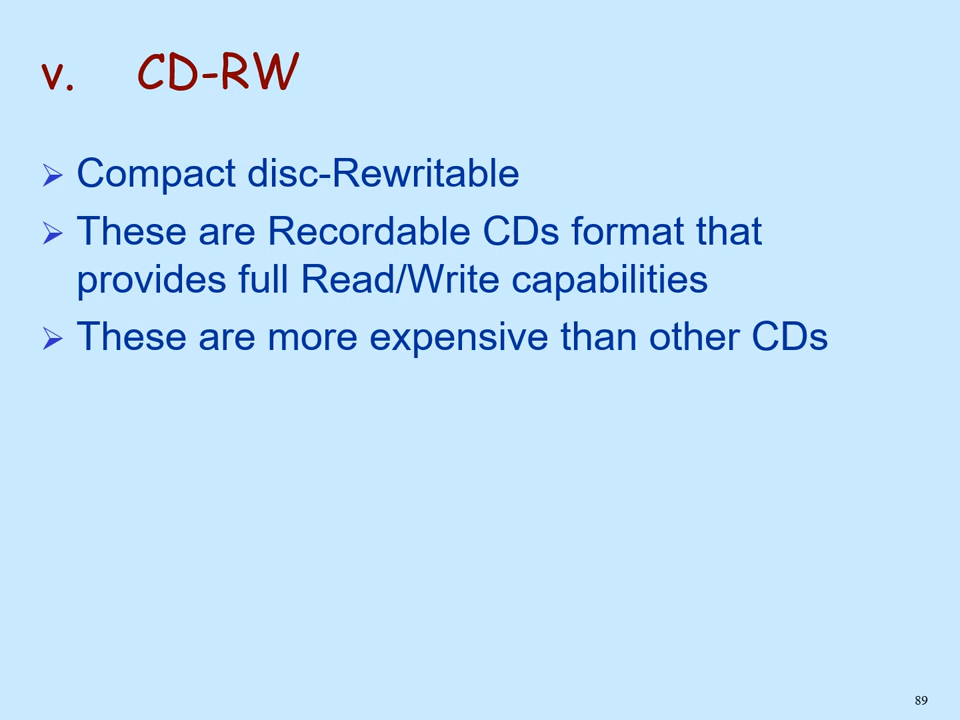 v. CD-RW
Compact disc-Rewritable
These are Recordable CDs format that
provides full Read/Write capabilities
These are more expensive than other CDs
89